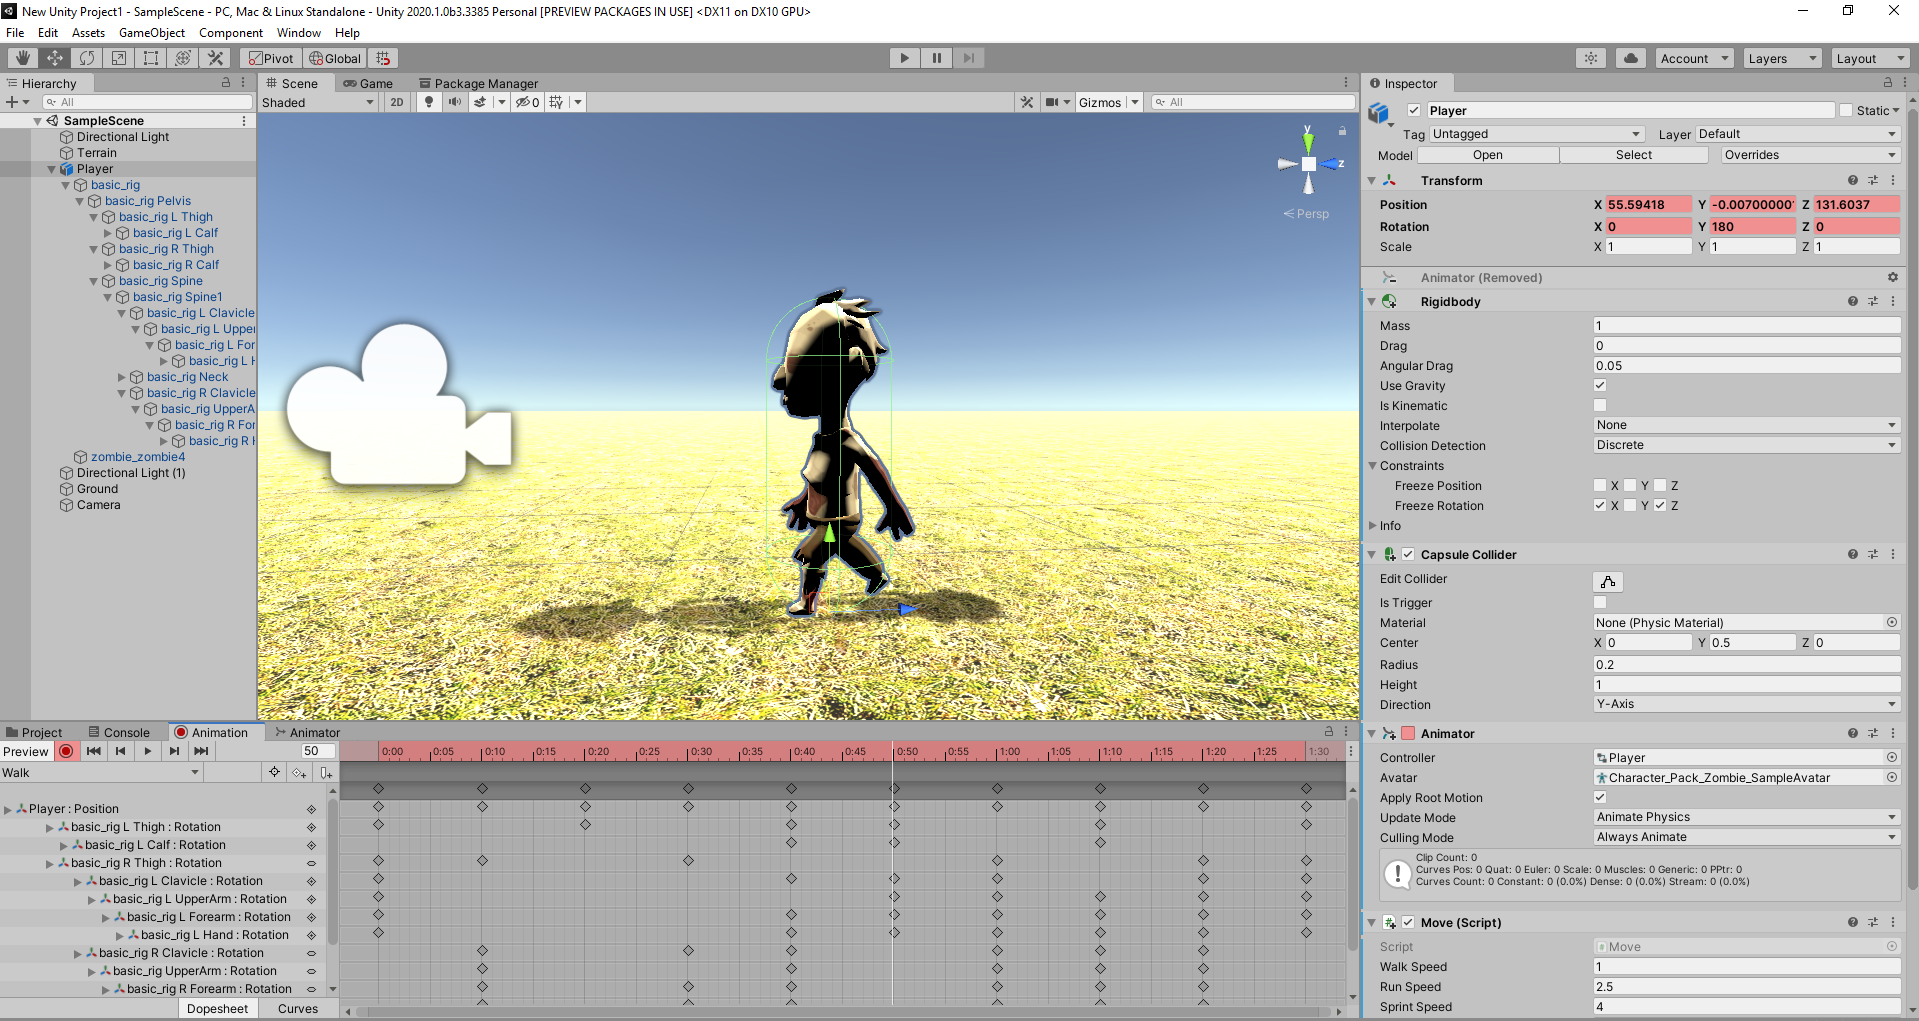 New Unity Project1 - SampleScene - PC, Mac & Linux Standalone - Unity 2020.1.0b3.3385 Personal [PREVIEW PACKAGES IN USE] <DX11 on DX10 GPU>
File Edit Assets GameObject Component Window Help
Pivot Global Account Layers Layout
Hierarchy
All
SampleScene
Directional Light
Terrain
Player
basic_rig
basic_rig Pelvis
basic_rig L Thigh
basic_rig L Calf
basic_rig R Thigh
basic_rig R Calf
basic_rig Spine
basic_rig Spine1
basic_rig L Clavicle
basic_rig L Upper
basic_rig L For
basic_rig L H
basic_rig Neck
basic_rig R Clavicle
basic_rig UpperA
basic_rig R For
basic_rig R H
zombie_zombie4
Directional Light (1)
Ground
Camera
Scene Game Package Manager
Shaded 2D 0 Gizmos All
y
z
Persp
Inspector
Player Static
Tag Untagged Layer Default
Model Open Select Overrides
Transform
Position X 55.59418 Y -0.00700000 Z 131.6037
Rotation X 0 Y 180 Z 0
Scale X 1 Y 1 Z 1
Animator (Removed)
Rigidbody
Mass 1
Drag 0
Angular Drag 0.05
Use Gravity
Is Kinematic
Interpolate None
Collision Detection Discrete
Constraints
Freeze Position X Y Z
Freeze Rotation X Y Z
Info
Capsule Collider
Edit Collider
Is Trigger
Material None (Physic Material)
Center X 0 Y 0.5 Z 0
Radius 0.2
Height 1
Direction Y-Axis
Animator
Controller Player
Avatar Character_Pack_Zombie_SampleAvatar
Apply Root Motion
Update Mode Animate Physics
Culling Mode Always Animate
Clip Count: 0
Curves Pos: 0 Quat: 0 Euler: 0 Scale: 0 Muscles: 0 Generic: 0 PPtr: 0
Curves Count: 0 Constant: 0 (0.0%) Dense: 0 (0.0%) Stream: 0 (0.0%)
Move (Script)
Script Move
Walk Speed 1
Run Speed 2.5
Sprint Speed 4
Project Console Animation Animator
Preview 50
0:00 0:05 0:10 0:15 0:20 0:25 0:30 0:35 0:40 0:45 0:50 0:55 1:00 1:05 1:10 1:15 1:20 1:25 1:30
Walk
Player : Position
basic_rig L Thigh : Rotation
basic_rig L Calf : Rotation
basic_rig R Thigh : Rotation
basic_rig L Clavicle : Rotation
basic_rig L UpperArm : Rotation
basic_rig L Forearm : Rotation
basic_rig L Hand : Rotation
basic_rig R Clavicle : Rotation
basic_rig UpperArm : Rotation
basic_rig R Forearm : Rotation
Dopesheet Curves